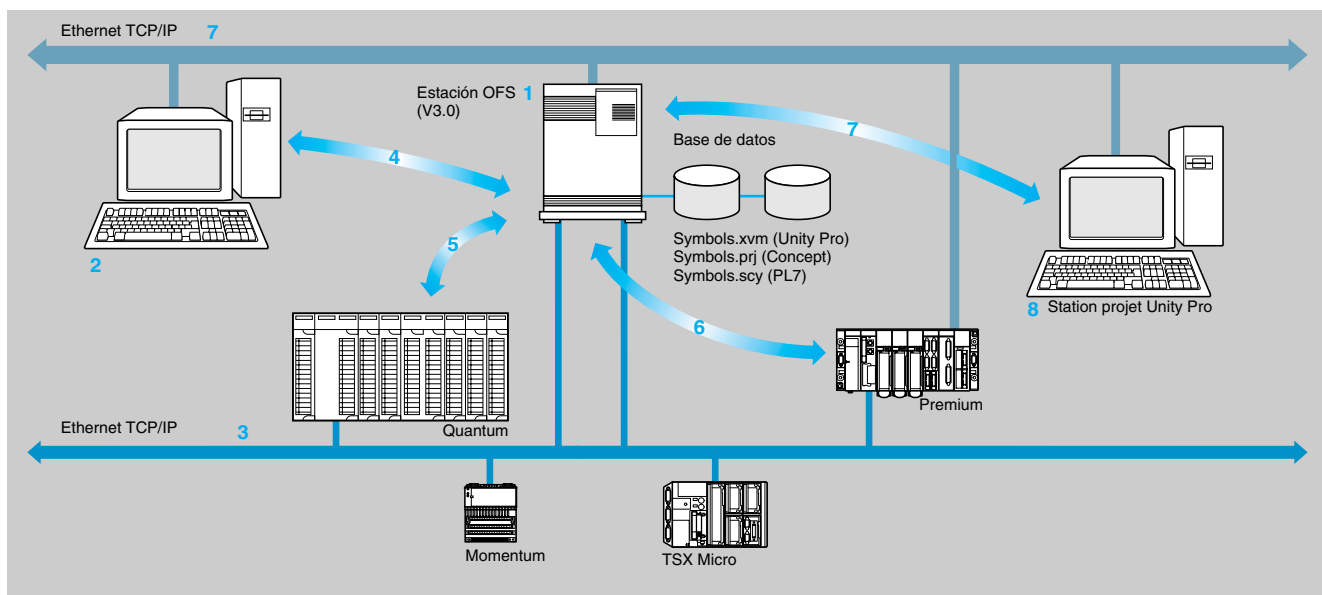 Ethernet TCP/IP 7
Estación OFS 1
(V3.0)
Base de datos
7
4
Symbols.xvm (Unity Pro)
Symbols.prj (Concept)
Symbols.scy (PL7)
5
2
6
8 Station projet Unity Pro
Premium
Quantum
Ethernet TCP/IP 3
Momentum
TSX Micro